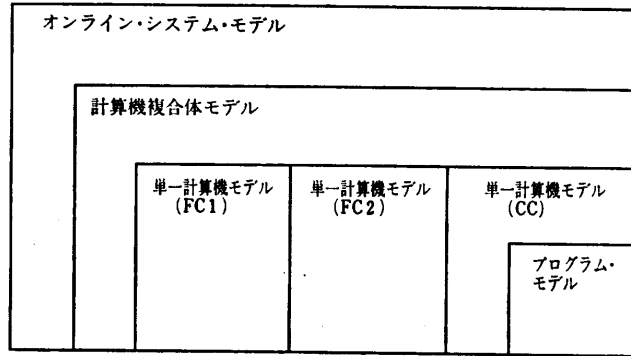 オンライン・システム・モデル
計算機複合体モデル
単一計算機モデル
(FC1)
単一計算機モデル
(FC2)
単一計算機モデル
(CC)
プログラム・
モデル